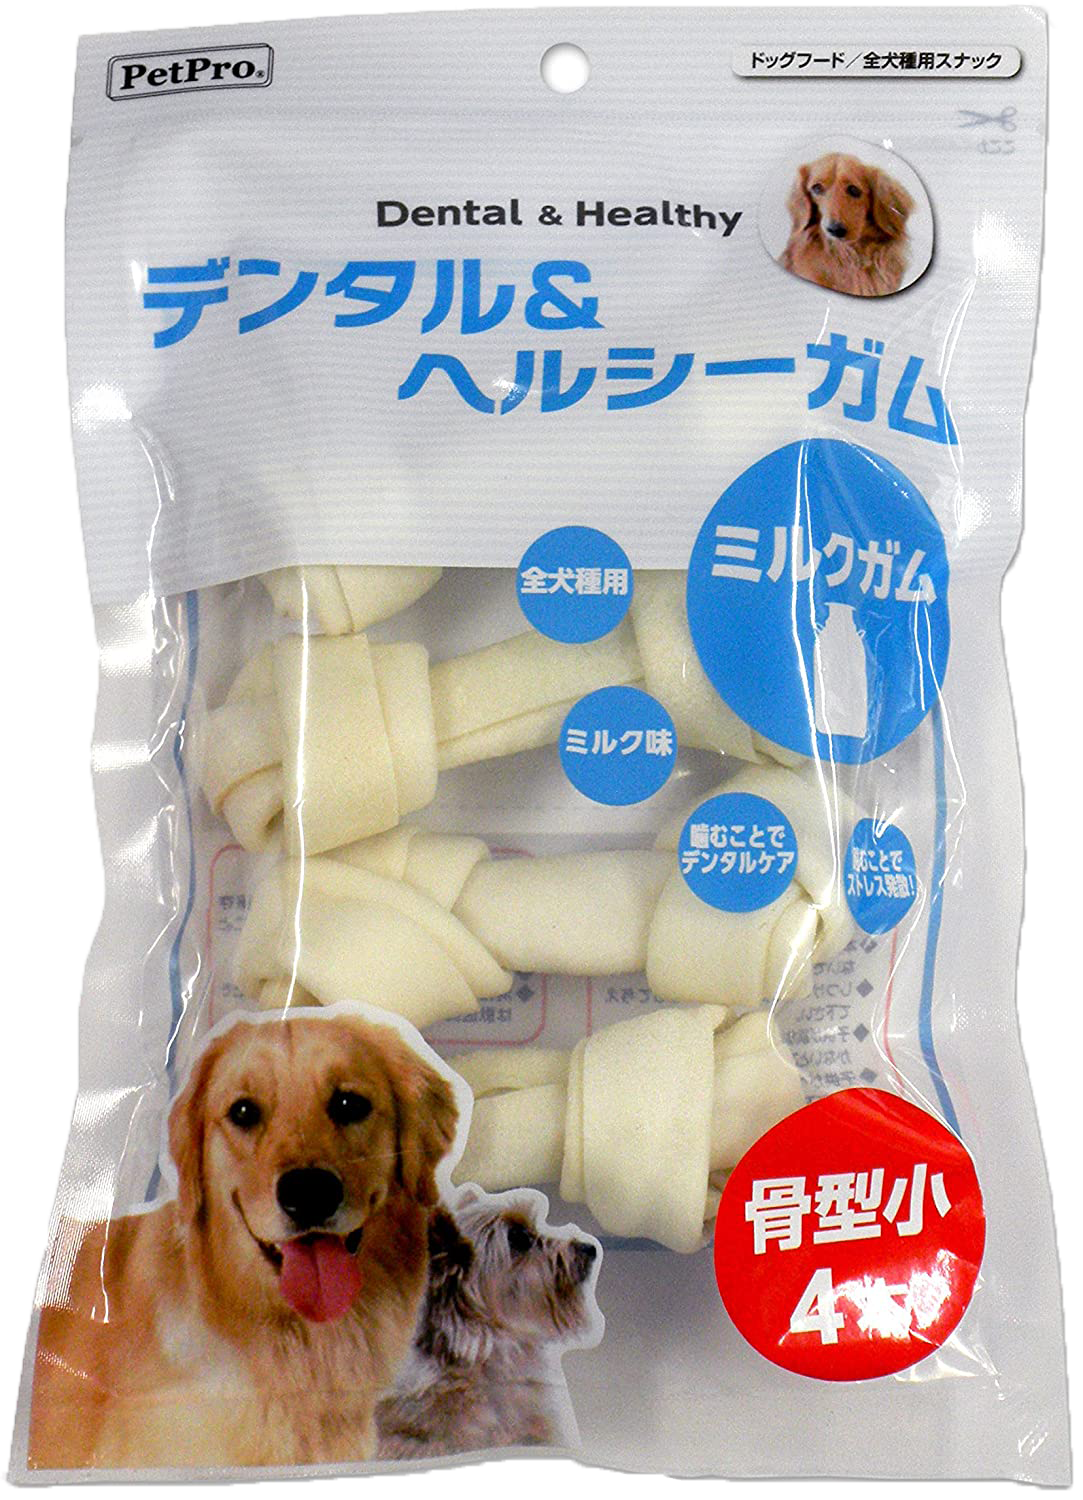 PetPro®
ドッグフード/全犬種用スナック
Dental & Healthy
デンタル&
ヘルシーガム
ミルクガム
全犬種用
ミルク味
噛むことで
デンタルケア
噛むことで
ストレス発散!
骨型小
4本